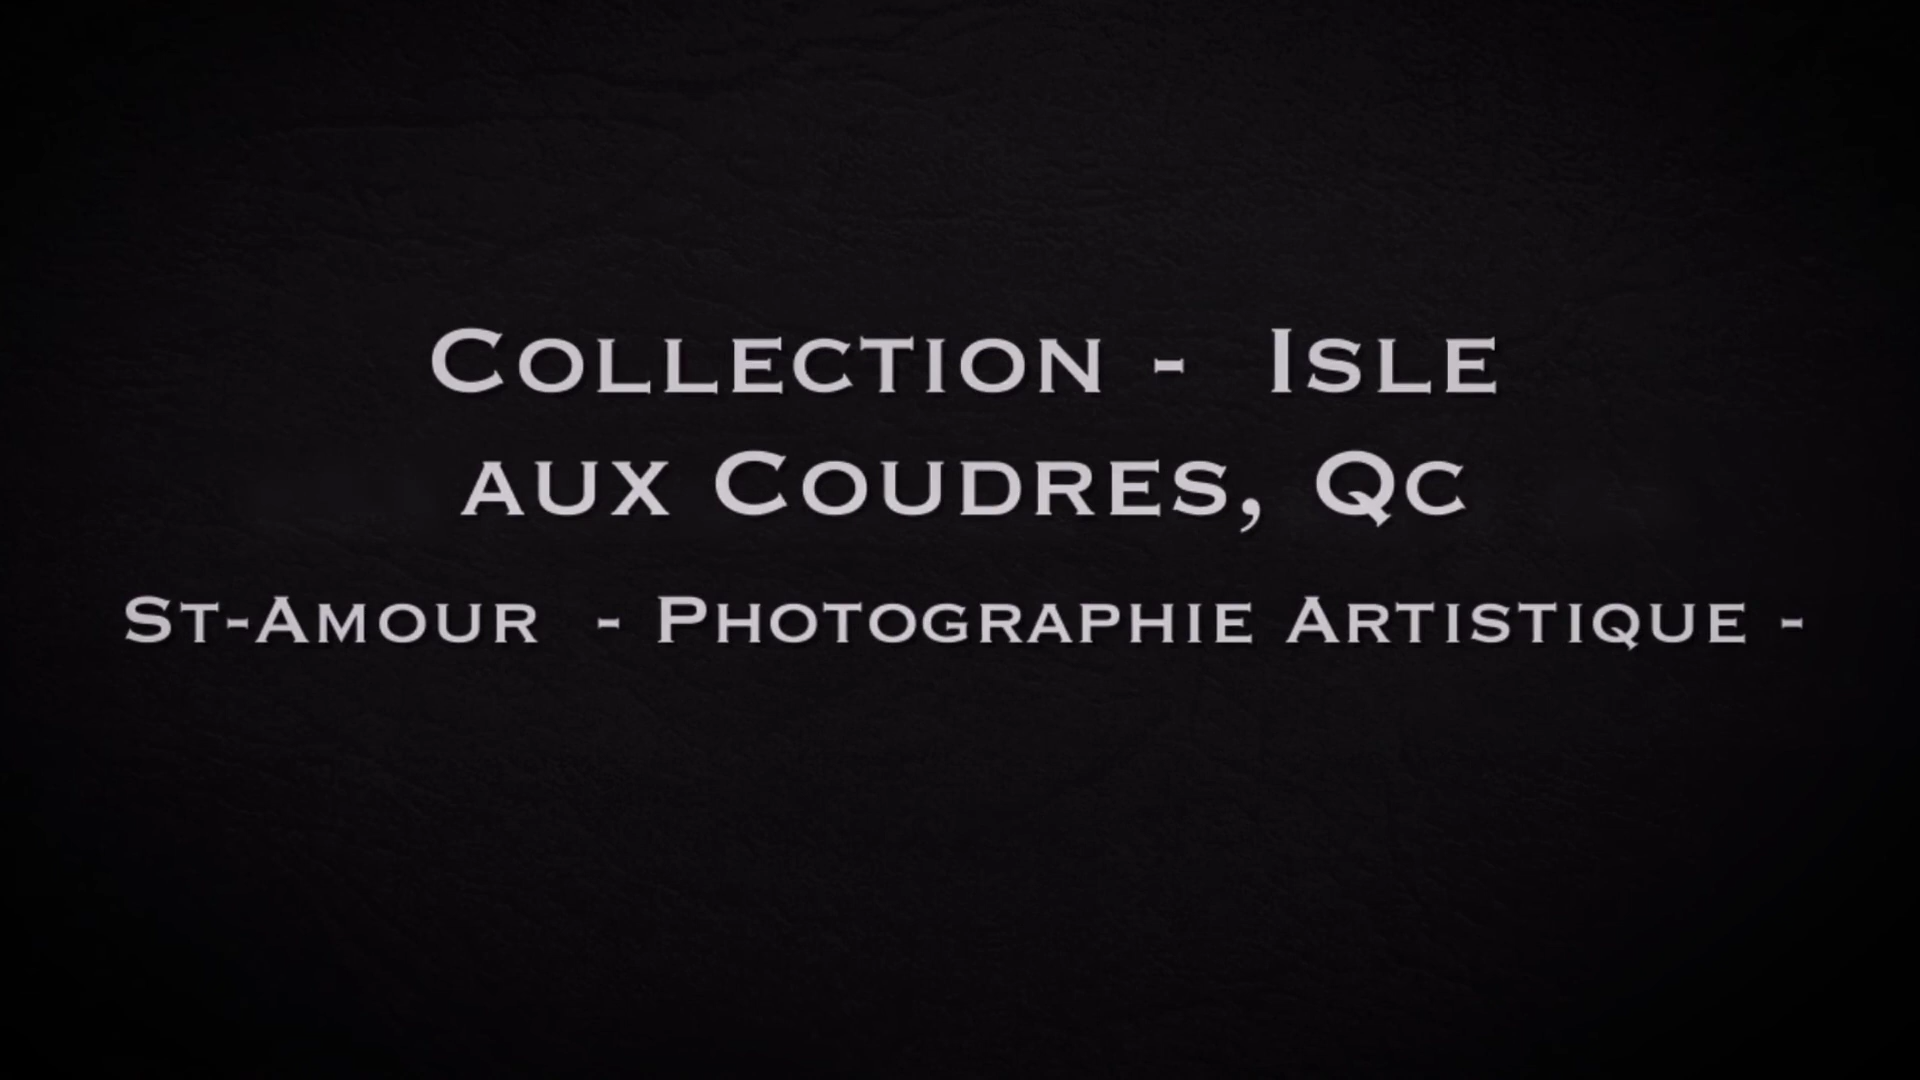 Collection - Isle
aux Coudres, Qc
St-Amour - Photographie Artistique -